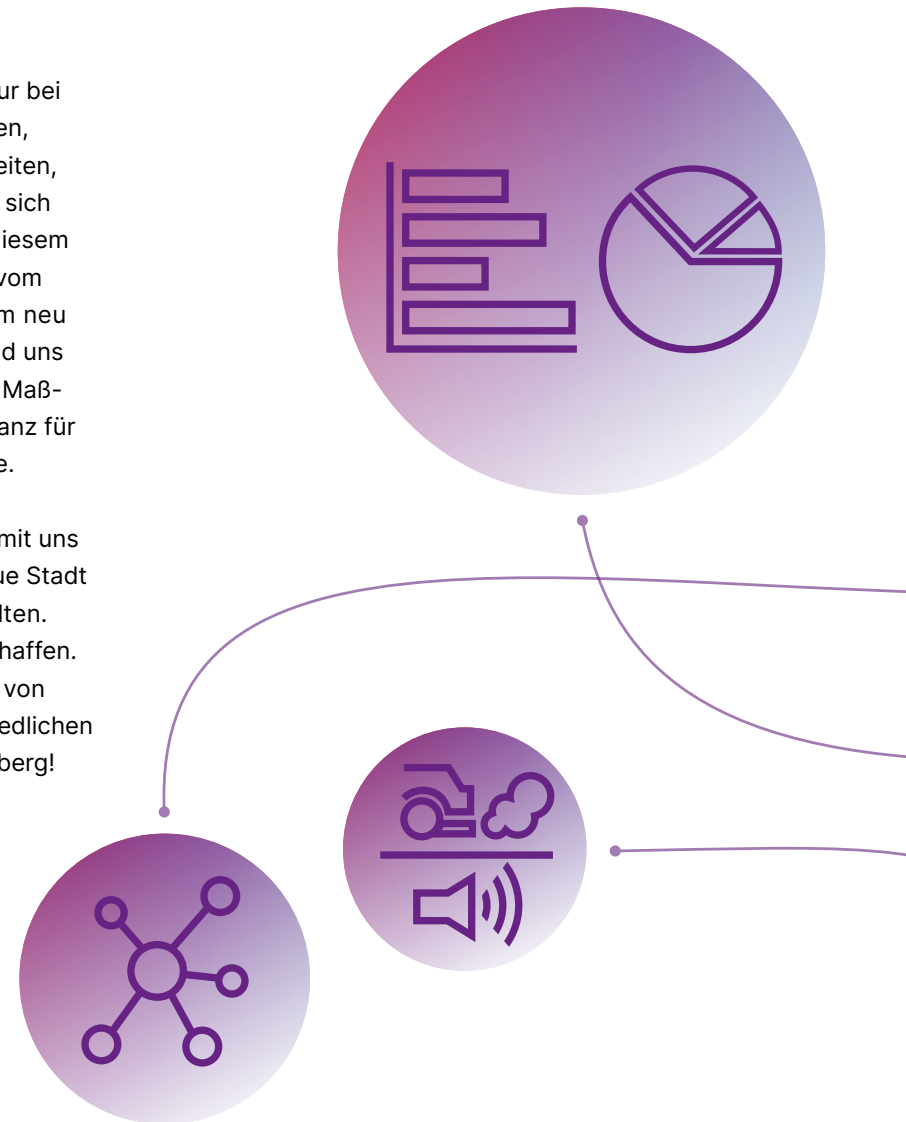 ur bei
en,
eiten,
sich
iesem
vom
m neu
d uns
Maß-
anz für
e.
mit uns
ue Stadt
lten.
haffen.
von
edlichen
berg!